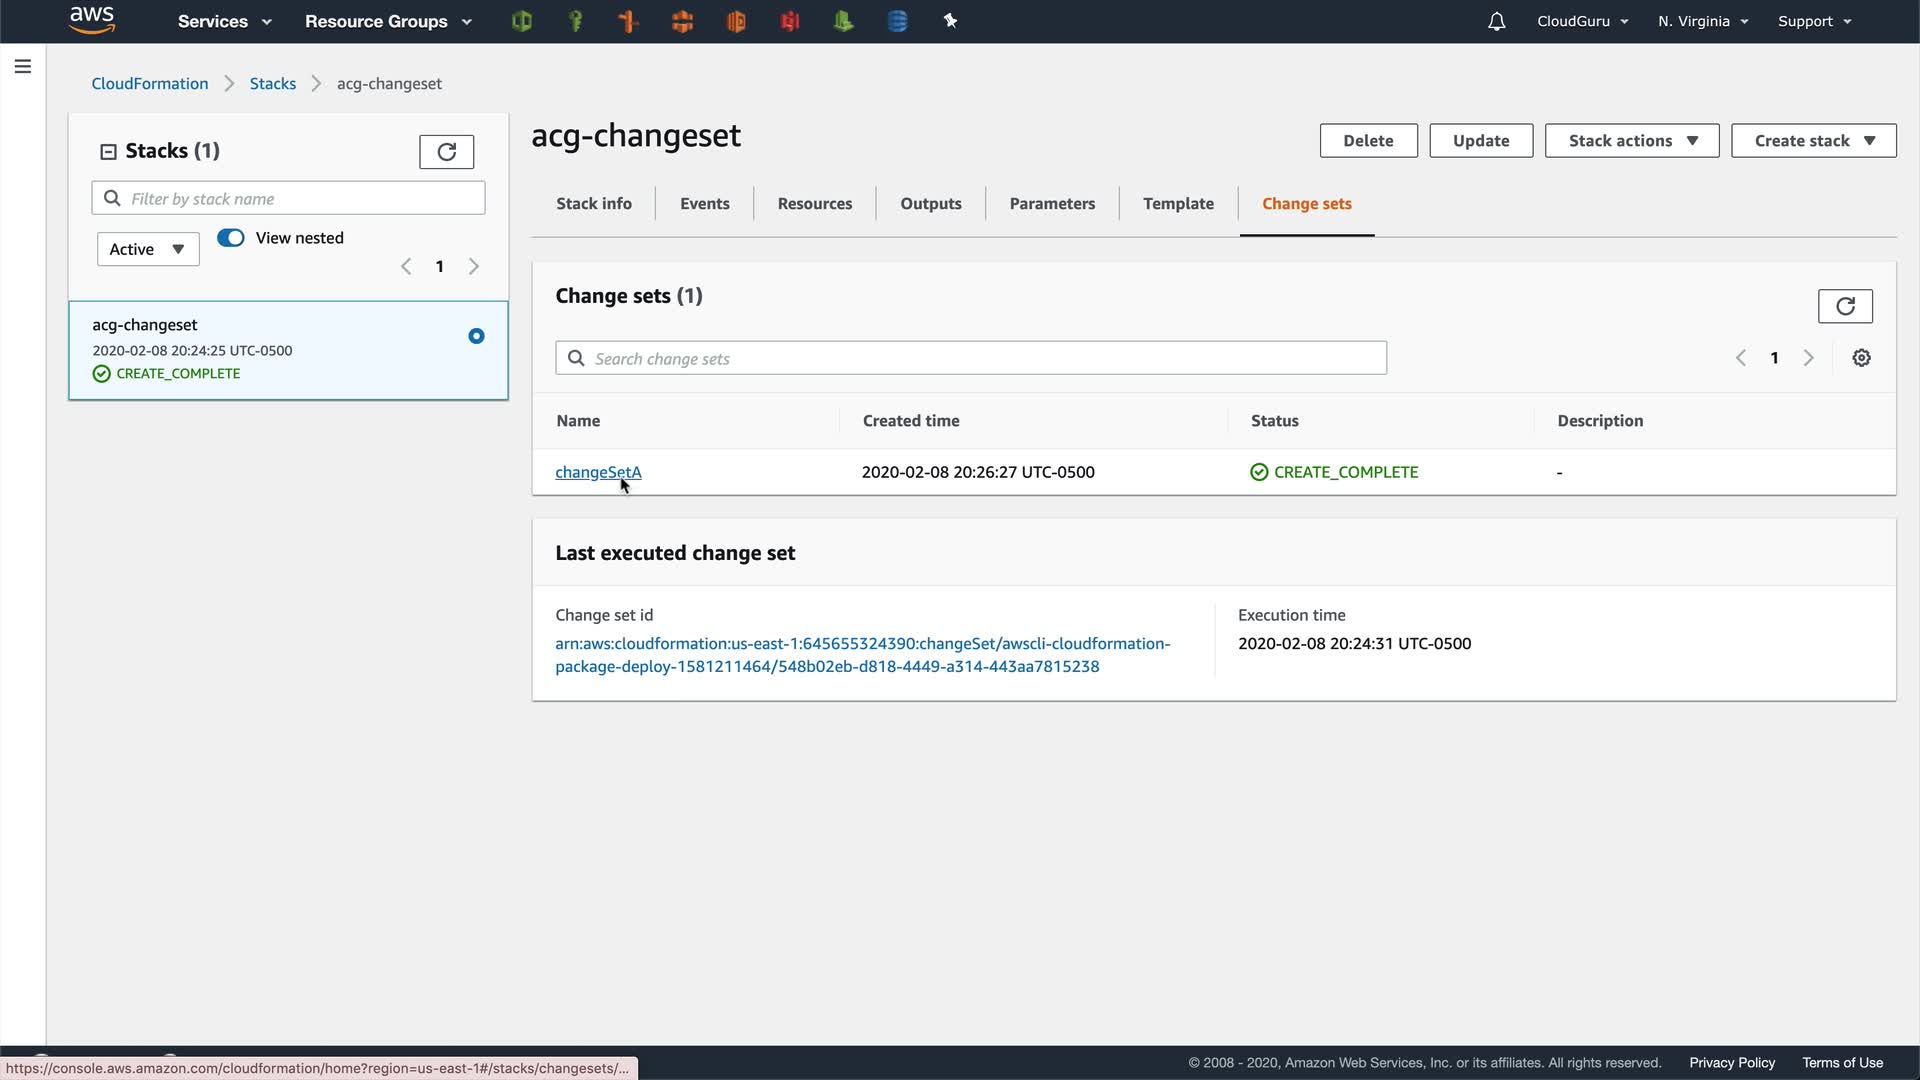 aws
Services
Resource Groups
CloudGuru
N. Virginia
Support
CloudFormation
Stacks
acg-changeset
Stacks (1)
Filter by stack name
Active
View nested
1
acg-changeset
2020-02-08 20:24:25 UTC-0500
CREATE_COMPLETE
acg-changeset
Delete
Update
Stack actions
Create stack
Stack info
Events
Resources
Outputs
Parameters
Template
Change sets
Change sets (1)
Search change sets
1
Name
Created time
Status
Description
changeSetA
2020-02-08 20:26:27 UTC-0500
CREATE_COMPLETE
-
Last executed change set
Change set id
arn:aws:cloudformation:us-east-1:645655324390:changeSet/awscli-cloudformation-
package-deploy-1581211464/548b02eb-d818-4449-a314-443aa7815238
Execution time
2020-02-08 20:24:31 UTC-0500
https://console.aws.amazon.com/cloudformation/home?region=us-east-1#/stacks/changesets/...
© 2008 - 2020, Amazon Web Services, Inc. or its affiliates. All rights reserved.
Privacy Policy
Terms of Use